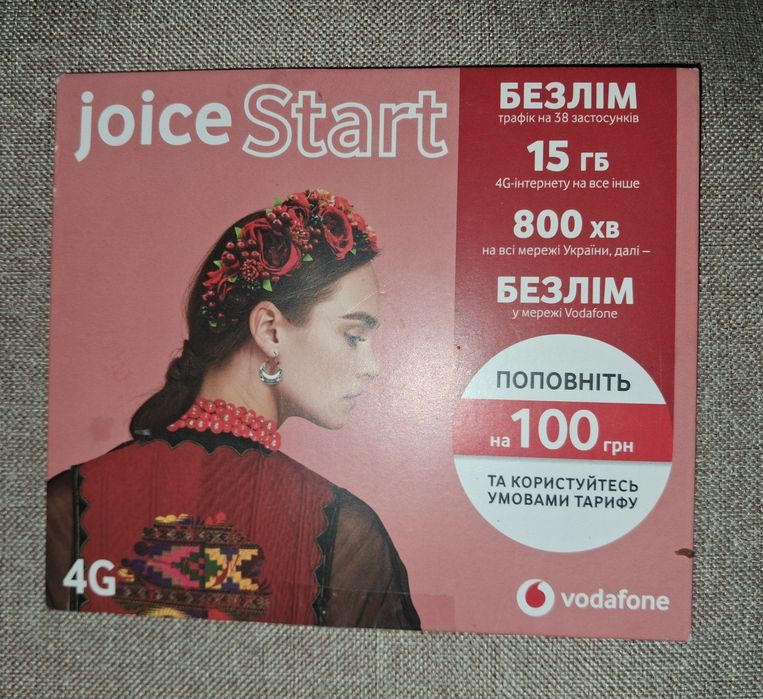 joice Start
БЕЗЛІМ
трафік на 38 застосунків
15 ГБ
4G-інтернету на все інше
800 хв
на всі мережі України, далі –
БЕЗЛІМ
у мережі Vodafone
ПОПОВНІТЬ
на 100 грн
ТА КОРИСТУЙТЕСЬ
УМОВАМИ ТАРИФУ
4G
vodafone